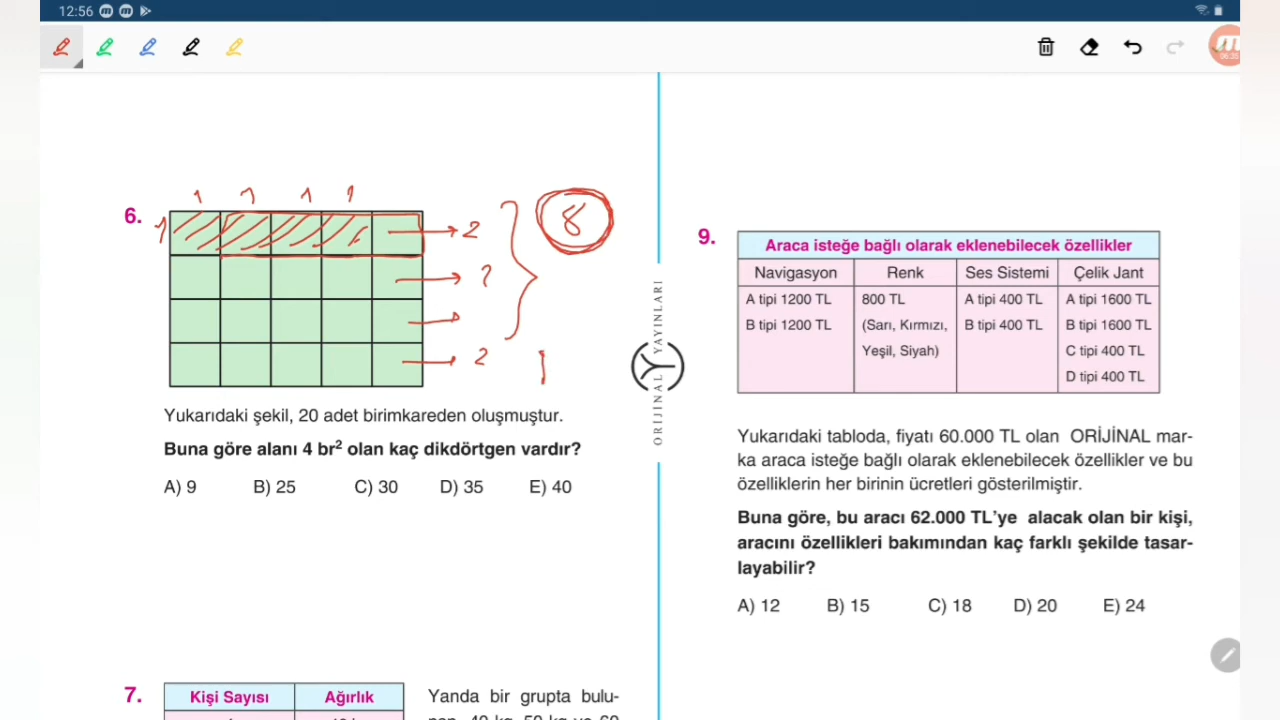 12:56
06:25
6.
1 1 1 1
1
2
2
2
8
1
Yukarıdaki şekil, 20 adet birimkareden oluşmuştur.
Buna göre alanı 4 br² olan kaç dikdörtgen vardır?
A) 9 B) 25 C) 30 D) 35 E) 40
7.
Kişi Sayısı Ağırlık
Yanda bir grupta bulu-
ORİJİNAL YAYINLARI
9.
Araca isteğe bağlı olarak eklenebilecek özellikler
Navigasyon Renk Ses Sistemi Çelik Jant
A tipi 1200 TL 800 TL A tipi 400 TL A tipi 1600 TL
B tipi 1200 TL (Sarı, Kırmızı, B tipi 400 TL B tipi 1600 TL
Yeşil, Siyah) C tipi 400 TL
D tipi 400 TL
Yukarıdaki tabloda, fiyatı 60.000 TL olan ORİJİNAL mar-
ka araca isteğe bağlı olarak eklenebilecek özellikler ve bu
özelliklerin her birinin ücretleri gösterilmiştir.
Buna göre, bu aracı 62.000 TL'ye alacak olan bir kişi,
aracını özellikleri bakımından kaç farklı şekilde tasar-
layabilir?
A) 12 B) 15 C) 18 D) 20 E) 24